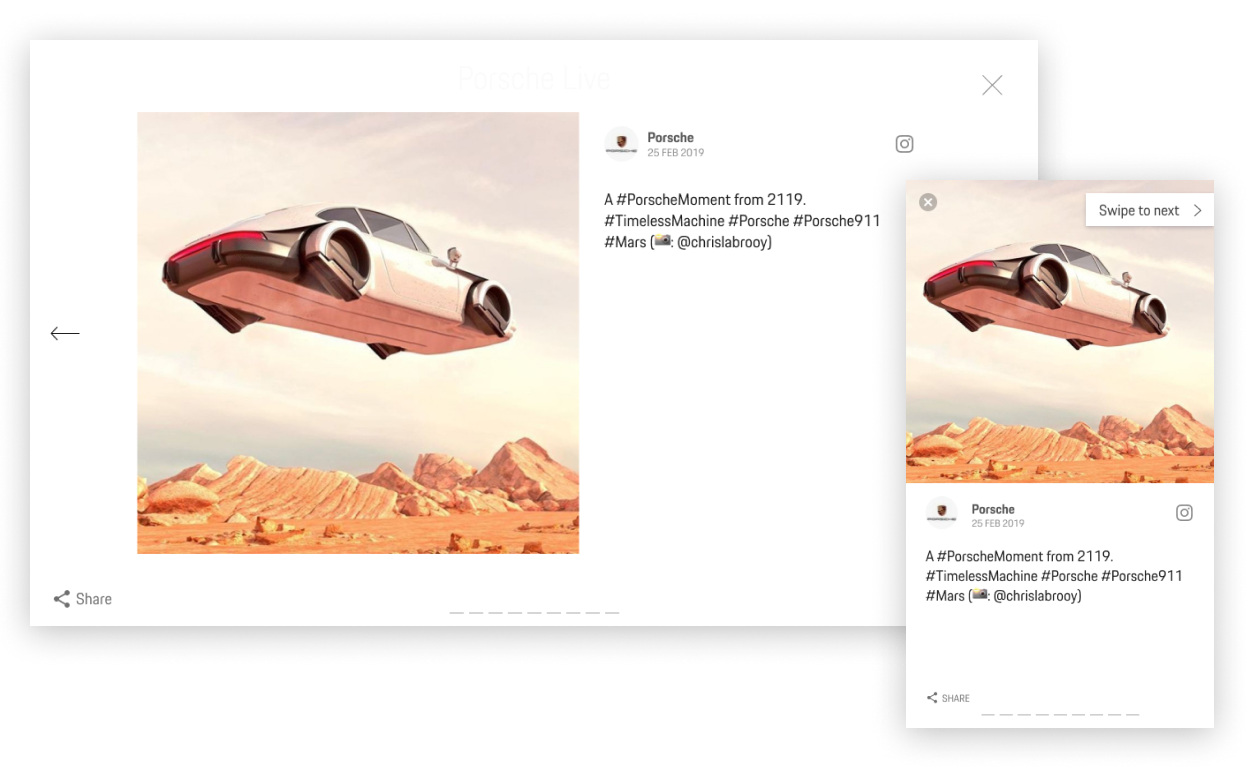 Porsche Live
Porsche
25 FEB 2019
A #PorscheMoment from 2119.
#TimelessMachine #Porsche #Porsche911
#Mars (📷: @chrislabrooy)
Share
Swipe to next
Porsche
25 FEB 2019
A #PorscheMoment from 2119.
#TimelessMachine #Porsche #Porsche911
#Mars (📷: @chrislabrooy)
SHARE